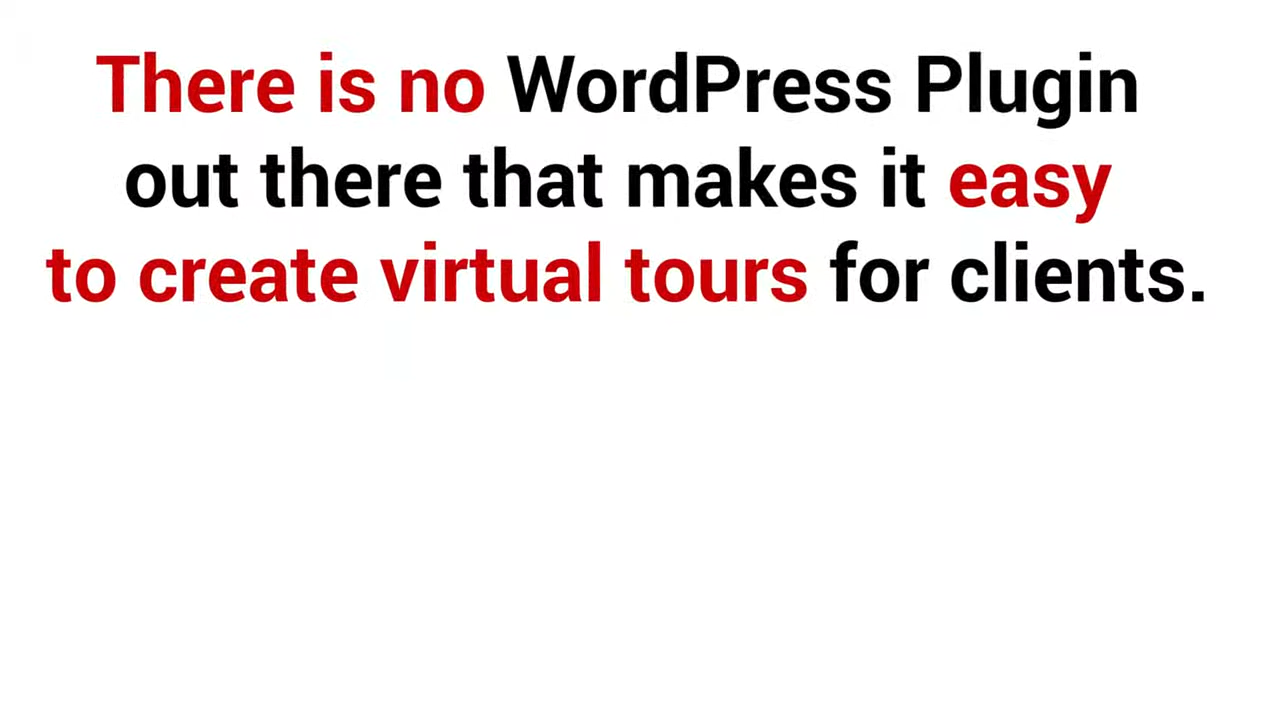 There is no WordPress Plugin
out there that makes it easy
to create virtual tours for clients.